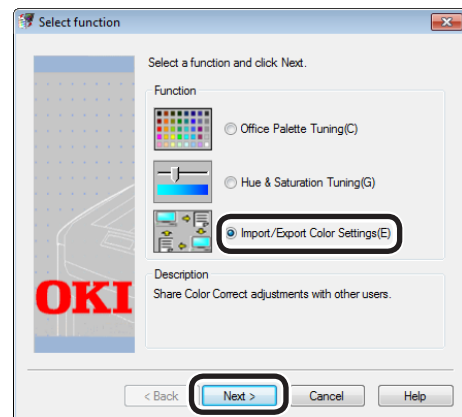 Select function
Select a function and click Next.
Function
Office Palette Tuning(C)
Hue & Saturation Tuning(G)
Import/Export Color Settings(E)
Description
Share Color Correct adjustments with other users.
OKI
< Back
Next >
Cancel
Help